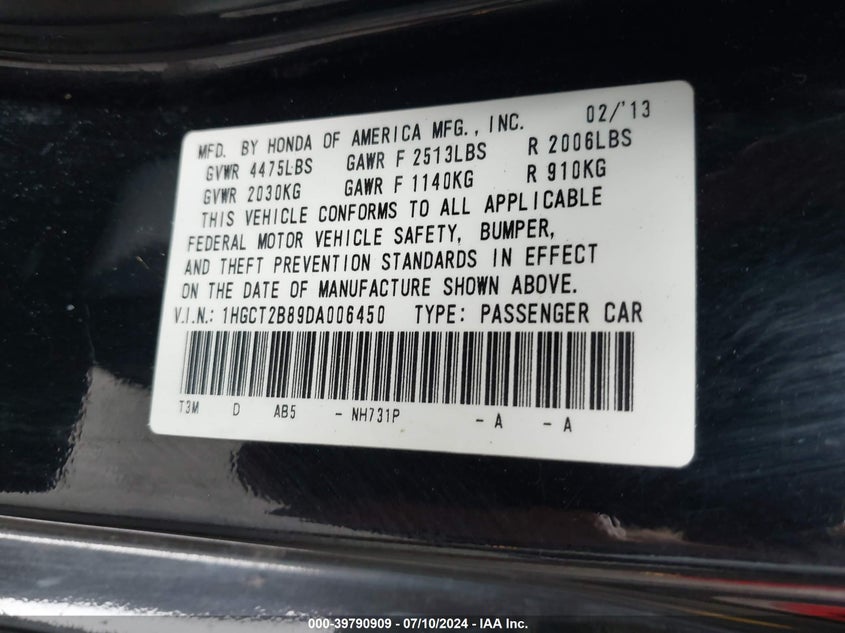 MFD. BY HONDA OF AMERICA MFG., INC. 02/'13
GVWR 4475LBS GAWR F 2513LBS R 2006LBS
GVWR 2030KG GAWR F 1140KG R 910KG
THIS VEHICLE CONFORMS TO ALL APPLICABLE
FEDERAL MOTOR VEHICLE SAFETY, BUMPER,
AND THEFT PREVENTION STANDARDS IN EFFECT
ON THE DATE OF MANUFACTURE SHOWN ABOVE.
V.I.N.: 1HGCT2B89DA006450 TYPE: PASSENGER CAR
T3M D AB5 - NH731P - A - A
000-39790909 - 07/10/2024 - IAA Inc.